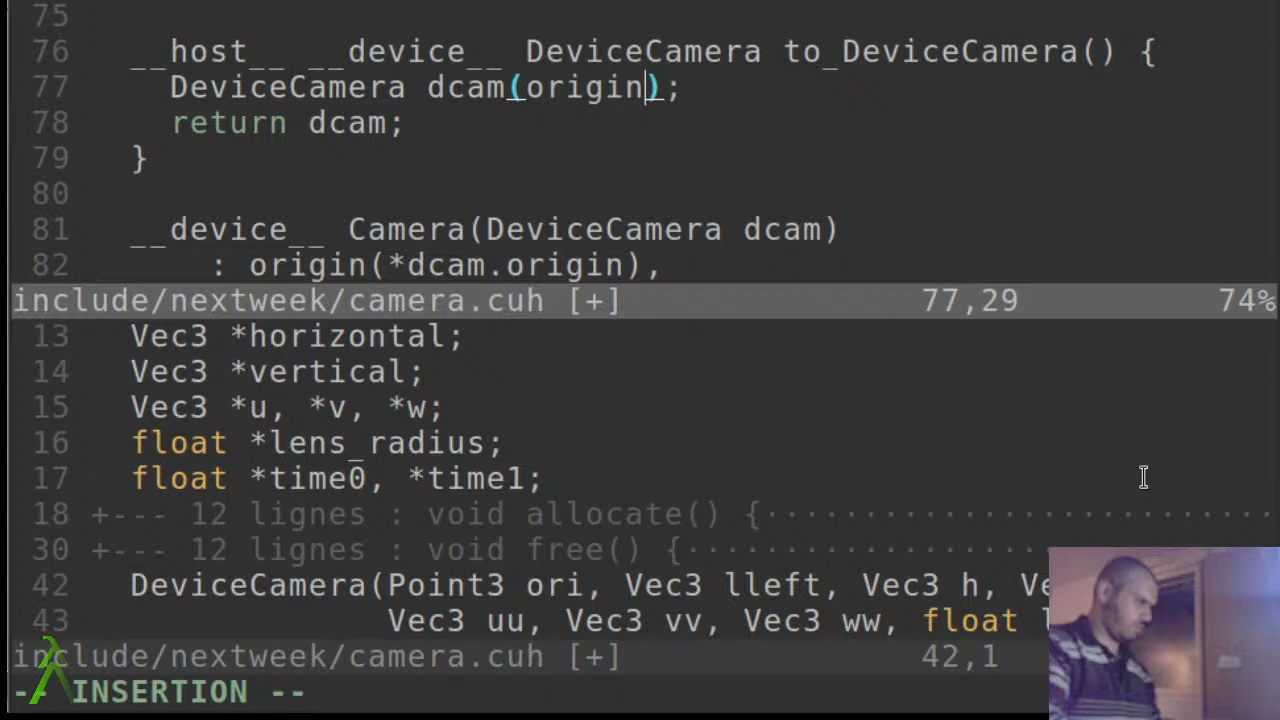 75
76   __host__ __device__ DeviceCamera to_DeviceCamera() {
77     DeviceCamera dcam(origin);
78     return dcam;
79   }
80
81   __device__ Camera(DeviceCamera dcam)
82       : origin(*dcam.origin),
include/nextweek/camera.cuh [+] 77,29 74%
13   Vec3 *horizontal;
14   Vec3 *vertical;
15   Vec3 *u, *v, *w;
16   float *lens_radius;
17   float *time0, *time1;
18 +--- 12 lignes : void allocate() {··························
30 +--- 12 lignes : void free() {··················
42   DeviceCamera(Point3 ori, Vec3 lleft, Vec3 h, Ve
43                Vec3 uu, Vec3 vv, Vec3 ww, float l
include/nextweek/camera.cuh [+] 42,1
-- INSERTION --